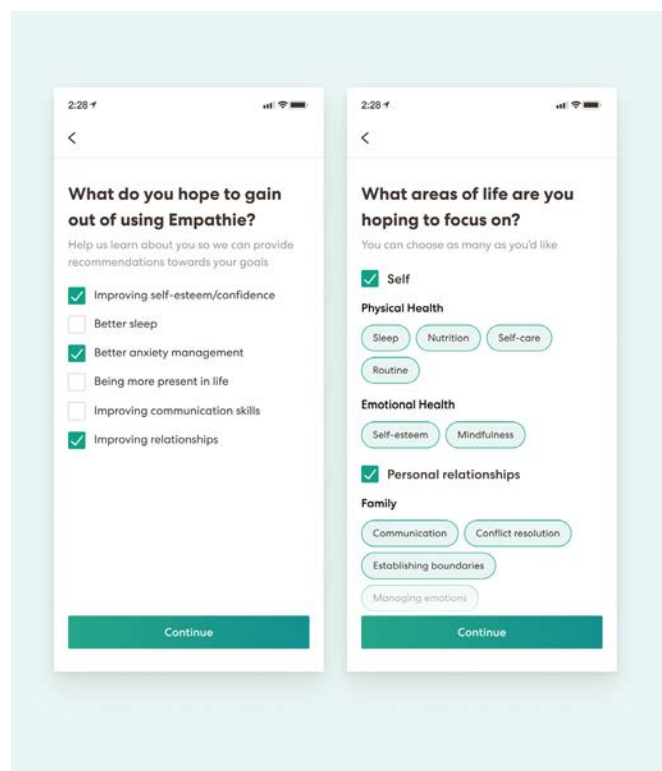 2:28
What do you hope to gain
out of using Empathie?
Help us learn about you so we can provide
recommendations towards your goals
Improving self-esteem/confidence
Better sleep
Better anxiety management
Being more present in life
Improving communication skills
Improving relationships
Continue
2:28
What areas of life are you
hoping to focus on?
You can choose as many as you'd like
Self
Physical Health
Sleep Nutrition Self-care
Routine
Emotional Health
Self-esteem Mindfulness
Personal relationships
Family
Communication Conflict resolution
Establishing boundaries
Managing emotions
Continue